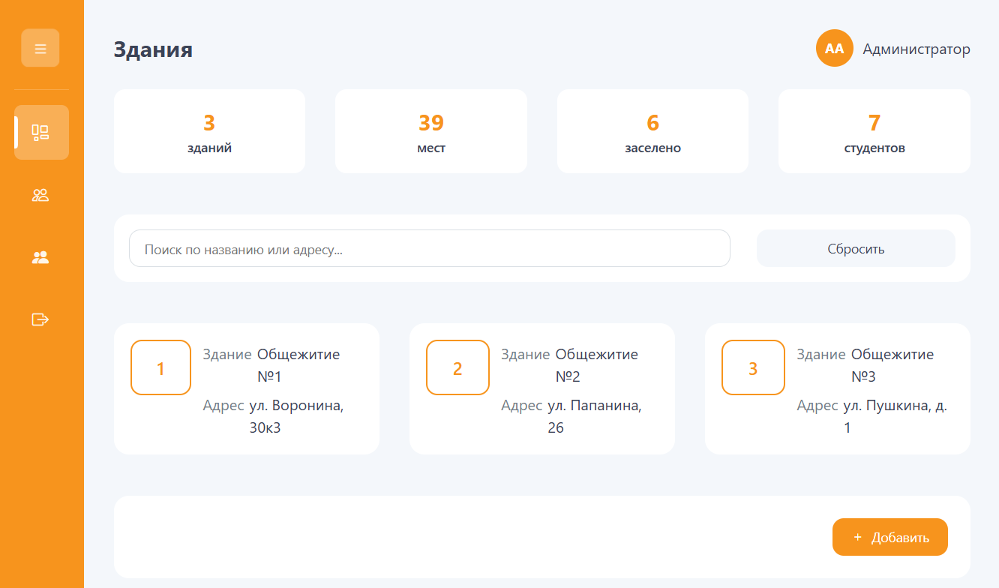 Здания
АА Администратор
3
зданий
39
мест
6
заселено
7
студентов
Поиск по названию или адресу...
Сбросить
1
Здание Общежитие
№1
Адрес ул. Воронина,
30к3
2
Здание Общежитие
№2
Адрес ул. Папанина,
26
3
Здание Общежитие
№3
Адрес ул. Пушкина, д.
1
+ Добавить